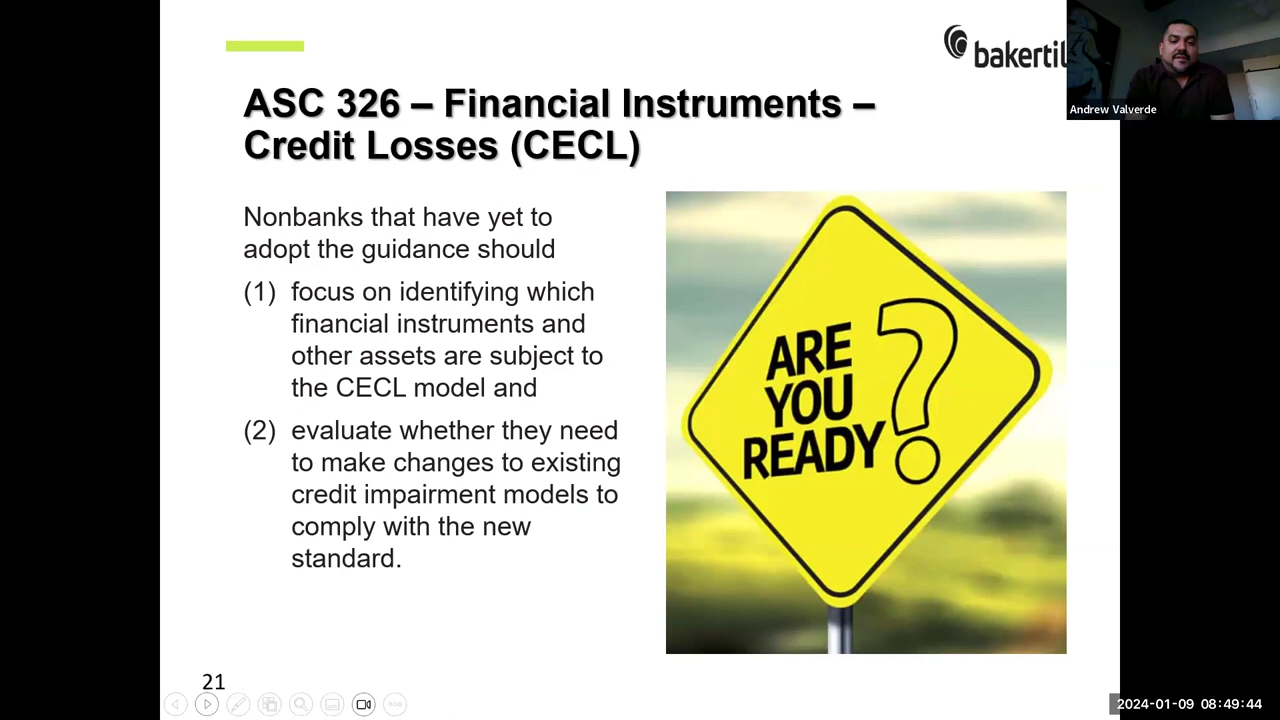 bakertil
Andrew Valverde
ASC 326 – Financial Instruments –
Credit Losses (CECL)
Nonbanks that have yet to
adopt the guidance should
(1) focus on identifying which
financial instruments and
other assets are subject to
the CECL model and
(2) evaluate whether they need
to make changes to existing
credit impairment models to
comply with the new
standard.
ARE
YOU
READY?
21
2024-01-09 08:49:44